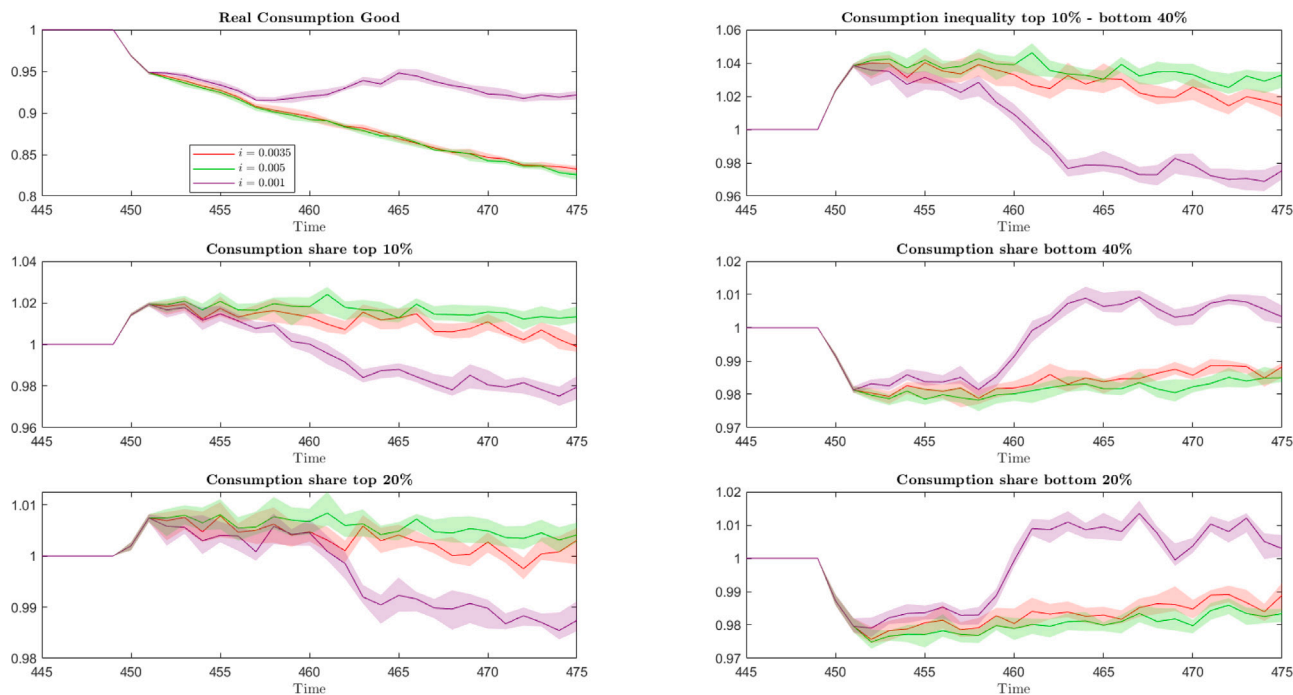 Real Consumption Good
1
0.95
0.9
0.85
0.8
i = 0.0035
i = 0.005
i = 0.001
445 450 455 460 465 470 475
Time
Consumption inequality top 10% - bottom 40%
1.06
1.04
1.02
1
0.98
0.96
445 450 455 460 465 470 475
Time
Consumption share top 10%
1.04
1.02
1
0.98
0.96
445 450 455 460 465 470 475
Time
Consumption share bottom 40%
1.02
1.01
1
0.99
0.98
0.97
445 450 455 460 465 470 475
Time
Consumption share top 20%
1.01
1
0.99
0.98
445 450 455 460 465 470 475
Time
Consumption share bottom 20%
1.02
1.01
1
0.99
0.98
0.97
445 450 455 460 465 470 475
Time